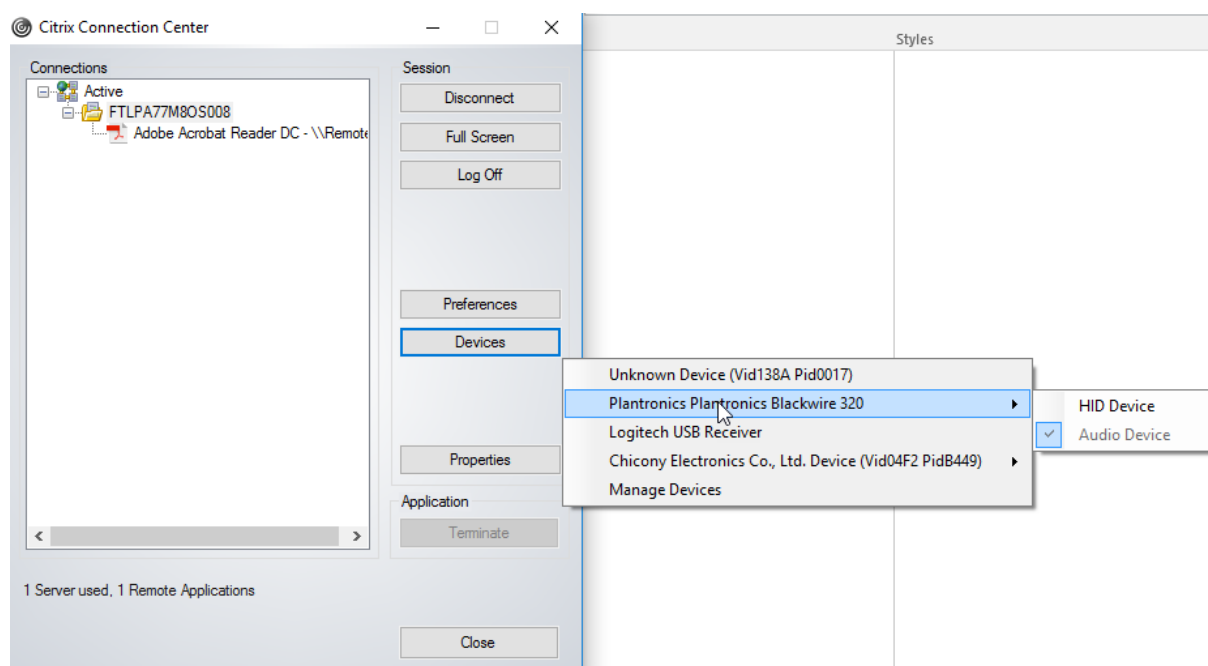 Citrix Connection Center
Styles
Connections
Active
FTLPA77M8OS008
Adobe Acrobat Reader DC - \\Remote
Session
Disconnect
Full Screen
Log Off
Preferences
Devices
Unknown Device (Vid138A Pid0017)
Plantronics Plantronics Blackwire 320
Logitech USB Receiver
Chicony Electronics Co., Ltd. Device (Vid04F2 PidB449)
Manage Devices
HID Device
Audio Device
Properties
Application
Terminate
1 Server used, 1 Remote Applications
Close